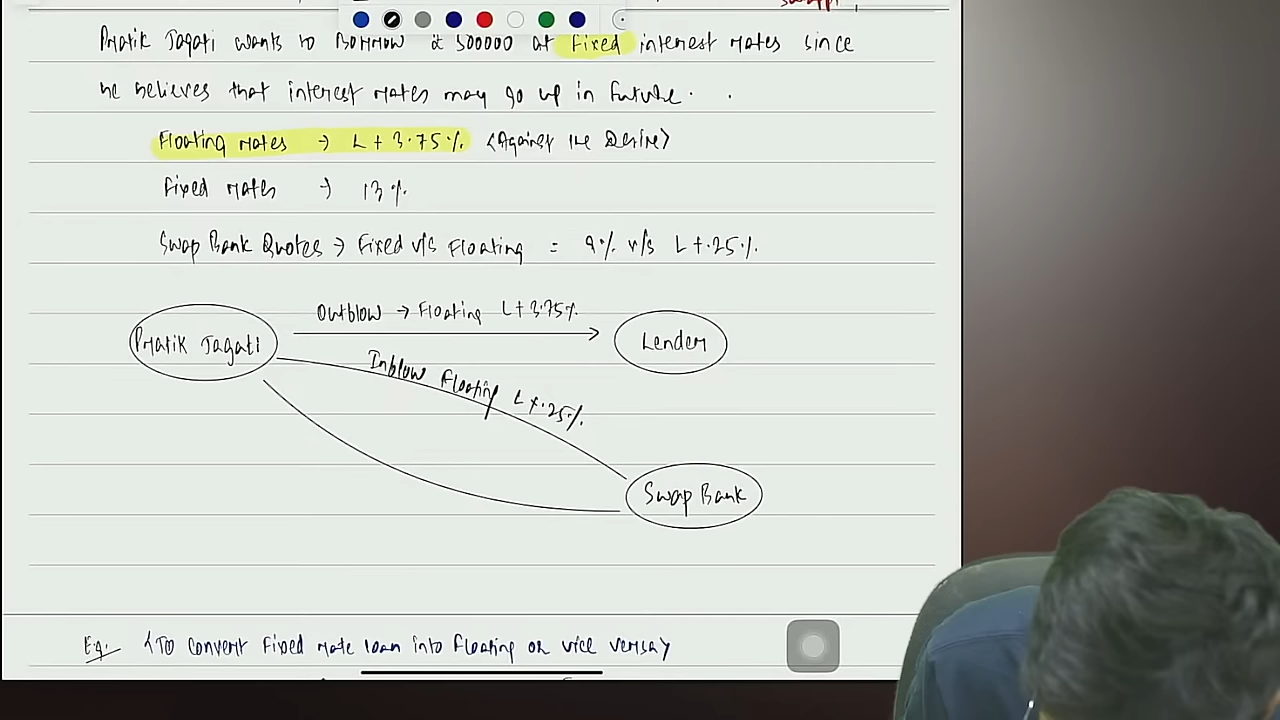 Pratik Jagati wants to Borrow ₹ 500000 at fixed interest rates since
he believes that interest rates may go up in future.
Floating rates → L + 3.75% <Against the Desire>
Fixed rates → 13%
Swap Bank Quotes → Fixed v/s Floating = 9% v/s L+.25%
Outflow → Floating L+3.75%
Pratik Jagati
Lender
Inflow Floating L+.25%
Swap Bank
Eg. <To convert Fixed rate loan into Floating or vice versa>